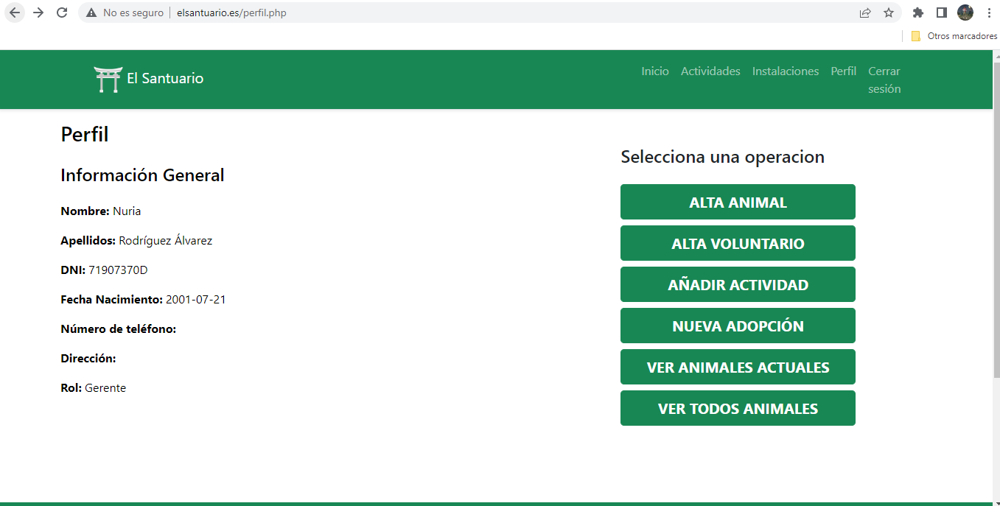 No es seguro elsantuario.es/perfil.php
Otros marcadores
El Santuario
Inicio Actividades Instalaciones Perfil Cerrar sesión
Perfil
Información General
Nombre: Nuria
Apellidos: Rodríguez Álvarez
DNI: 71907370D
Fecha Nacimiento: 2001-07-21
Número de teléfono:
Dirección:
Rol: Gerente
Selecciona una operacion
ALTA ANIMAL
ALTA VOLUNTARIO
AÑADIR ACTIVIDAD
NUEVA ADOPCIÓN
VER ANIMALES ACTUALES
VER TODOS ANIMALES